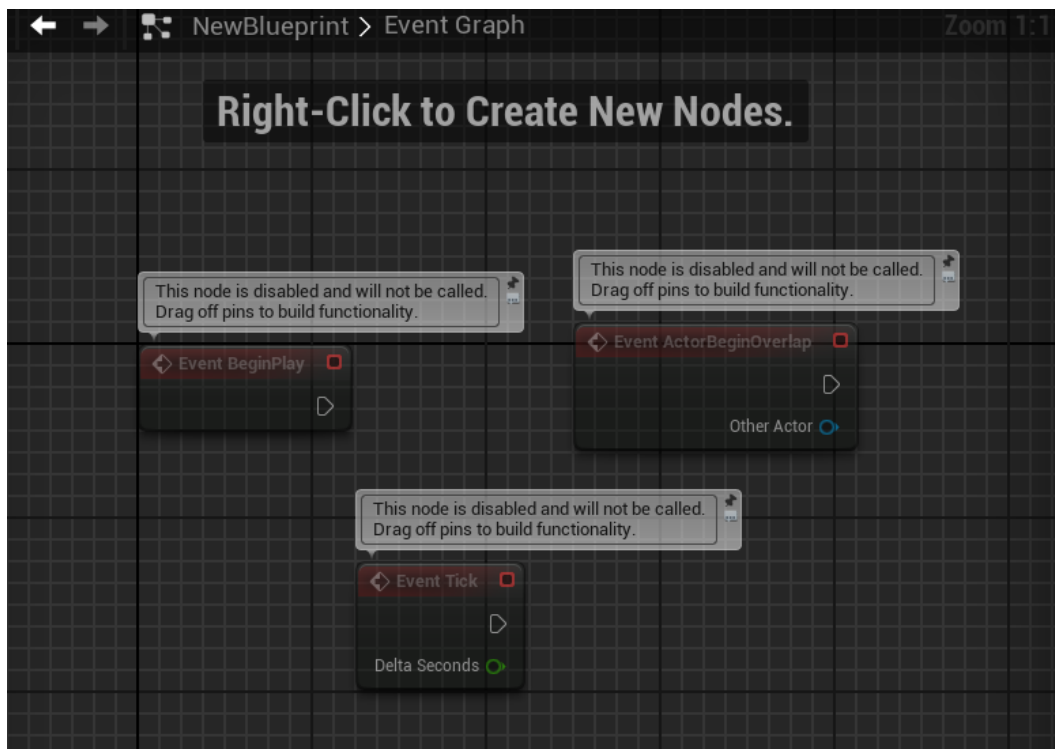 NewBlueprint > Event Graph
Zoom 1:1
Right-Click to Create New Nodes.
This node is disabled and will not be called.
Drag off pins to build functionality.
Event BeginPlay
This node is disabled and will not be called.
Drag off pins to build functionality.
Event ActorBeginOverlap
Other Actor
This node is disabled and will not be called.
Drag off pins to build functionality.
Event Tick
Delta Seconds